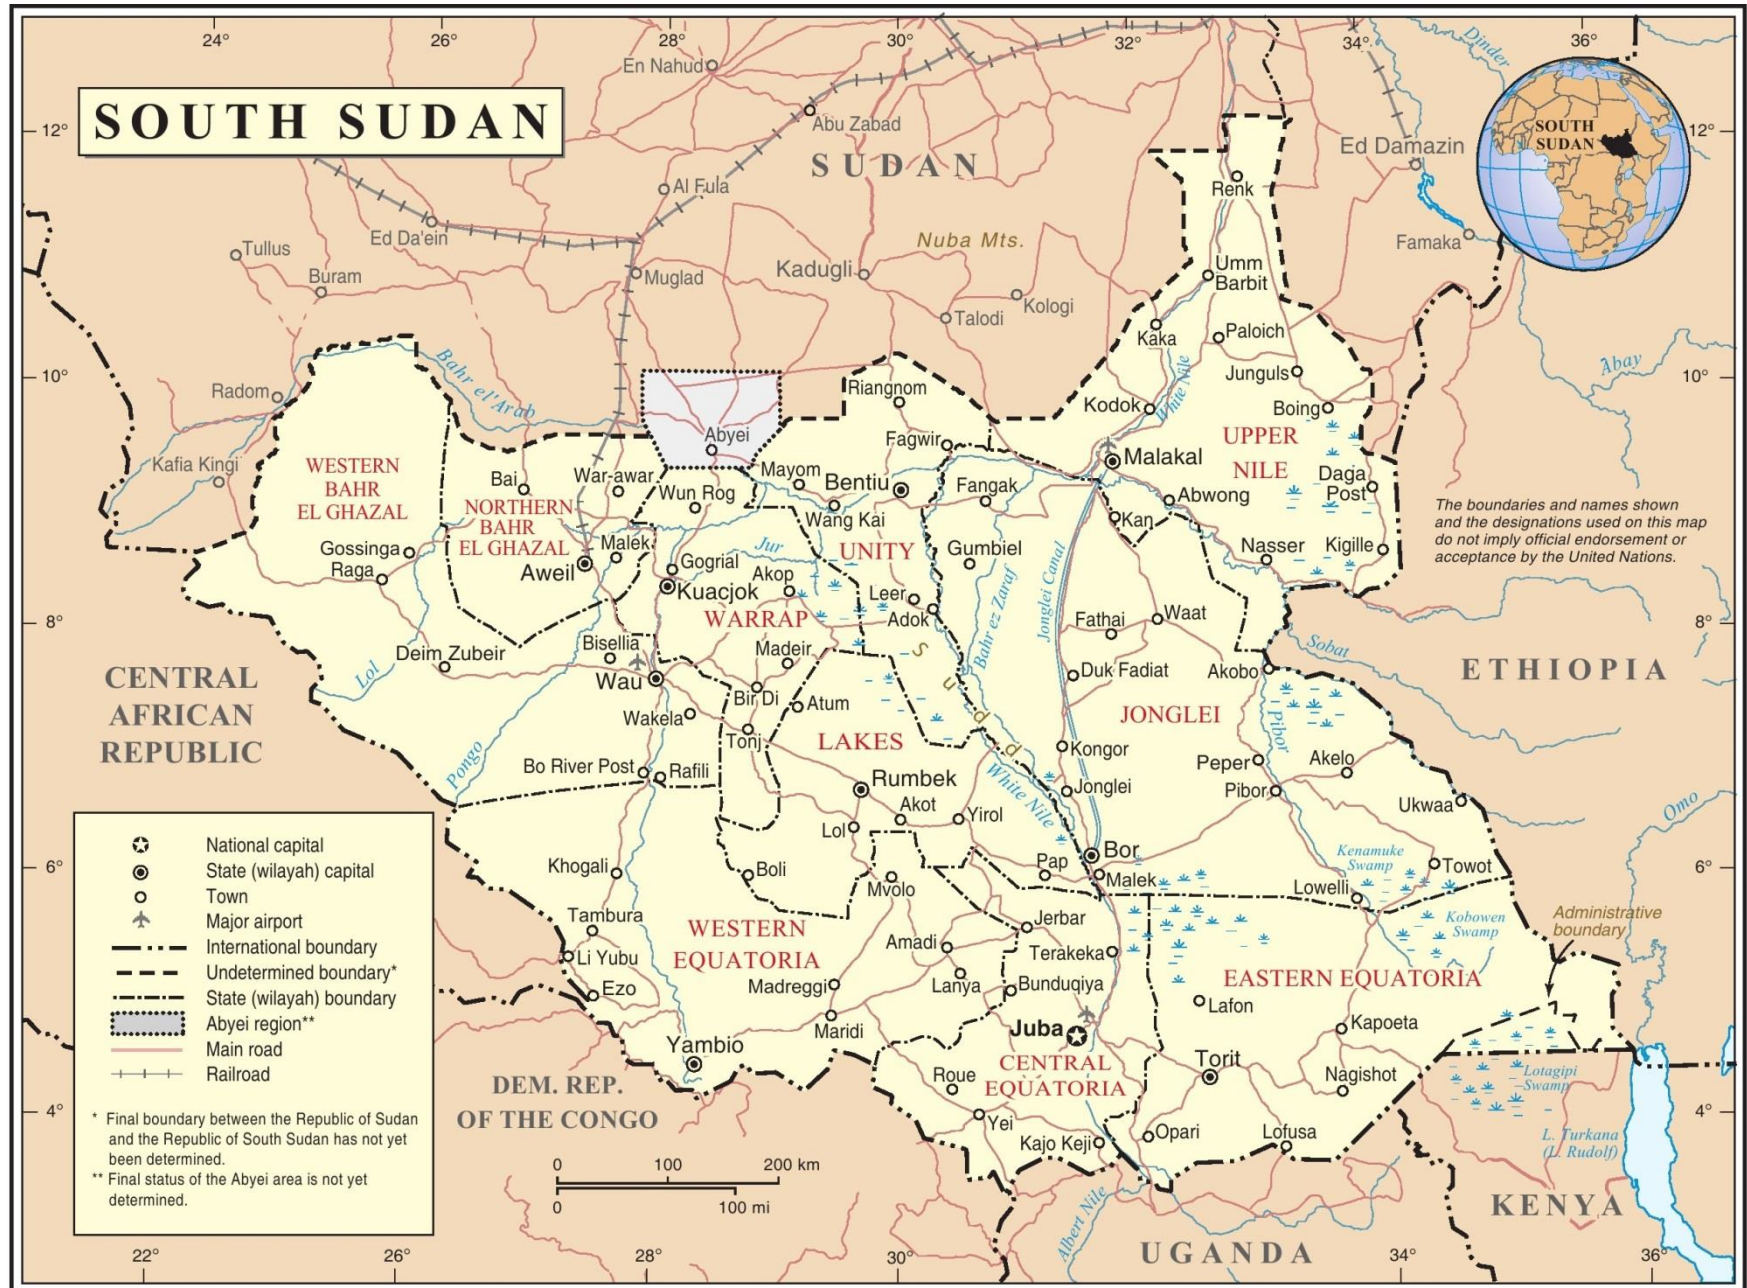 24°
26°
28°
30°
32°
34°
36°
SOUTH SUDAN
En Nahud
Dinder
12°
Abu Zabad
SUDAN
Ed Damazin
SOUTH
SUDAN
12°
Al Fula
Renk
Ed Da'ein
Nuba Mts.
Famaka
Tullus
Buram
Muglad
Kadugli
Umm
Barbit
Kologi
Talodi
Kaka
Paloich
White Nile
Abay
10°
Bahr el'Arab
Radom
Riangnom
Junguls
10°
Kodok
Boing
Abyei
Fagwir
UPPER
NILE
Kafia Kingi
WESTERN
BAHR
EL GHAZAL
Bai
War-awar
Wun Rog
Mayom
Bentiu
Malakal
Daga
Post
NORTHERN
BAHR
EL GHAZAL
Fangak
Abwong
Wang Kai
Kan
The boundaries and names shown
and the designations used on this map
do not imply official endorsement or
acceptance by the United Nations.
Gossinga
Raga
Malek
Aweil
Jur
UNITY
Gumbiel
Nasser
Kigille
Gogrial
Akop
Kuacjok
Leer
Bahr ez Zaraf
Jonglei Canal
8°
WARRAP
Adok
Fathai
Waat
8°
Sobat
Deim Zubeir
Bisellia
Madeir
Sudd
Lol
CENTRAL
AFRICAN
REPUBLIC
Wau
Bir Di
Duk Fadiat
Akobo
ETHIOPIA
Atum
Wakela
Tonj
LAKES
JONGLEI
Pibor
Pongo
Kongor
Peper
Akelo
Bo River Post
Rafili
Rumbek
White Nile
Jonglei
Pibor
Ukwaa
Omo
Akot
Yirol
Lol
National capital
State (wilayah) capital
Town
Major airport
International boundary
Undetermined boundary*
State (wilayah) boundary
Abyei region**
Main road
Railroad
* Final boundary between the Republic of Sudan
and the Republic of South Sudan has not yet
been determined.
** Final status of the Abyei area is not yet
determined.
6°
Khogali
Boli
Mvolo
Pap
Bor
Malek
Kenamuke
Swamp
Towot
6°
Lowelli
Tambura
WESTERN
EQUATORIA
Jerbar
Kobowen
Swamp
Administrative
boundary
Amadi
Terakeka
Li Yubu
EASTERN EQUATORIA
Ezo
Madreggi
Lanya
Bunduqiya
Lafon
Maridi
Juba
Kapoeta
Yambio
CENTRAL
EQUATORIA
Torit
DEM. REP.
OF THE CONGO
Roue
Nagishot
Lotagipi
Swamp
4°
Yei
4°
Kajo Keji
Opari
Lofusa
L. Turkana
(L. Rudolf)
0 100 200 km
0 100 mi
Albert Nile
KENYA
UGANDA
22°
26°
28°
30°
34°
36°